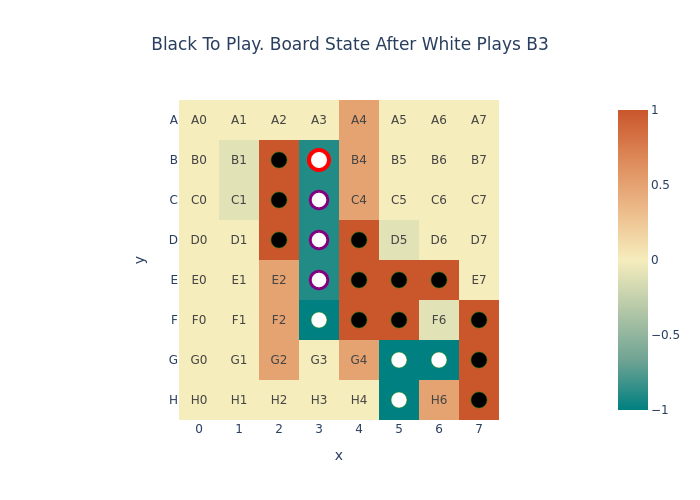 Black To Play. Board State After White Plays B3
A A0 A1 A2 A3 A4 A5 A6 A7
B B0 B1 B4 B5 B6 B7
C C0 C1 C4 C5 C6 C7
D D0 D1 D5 D6 D7
E E0 E1 E2 E7
F F0 F1 F2 F6
G G0 G1 G2 G3 G4
H H0 H1 H2 H3 H4 H6
0 1 2 3 4 5 6 7
x
y
1
0.5
0
−0.5
−1